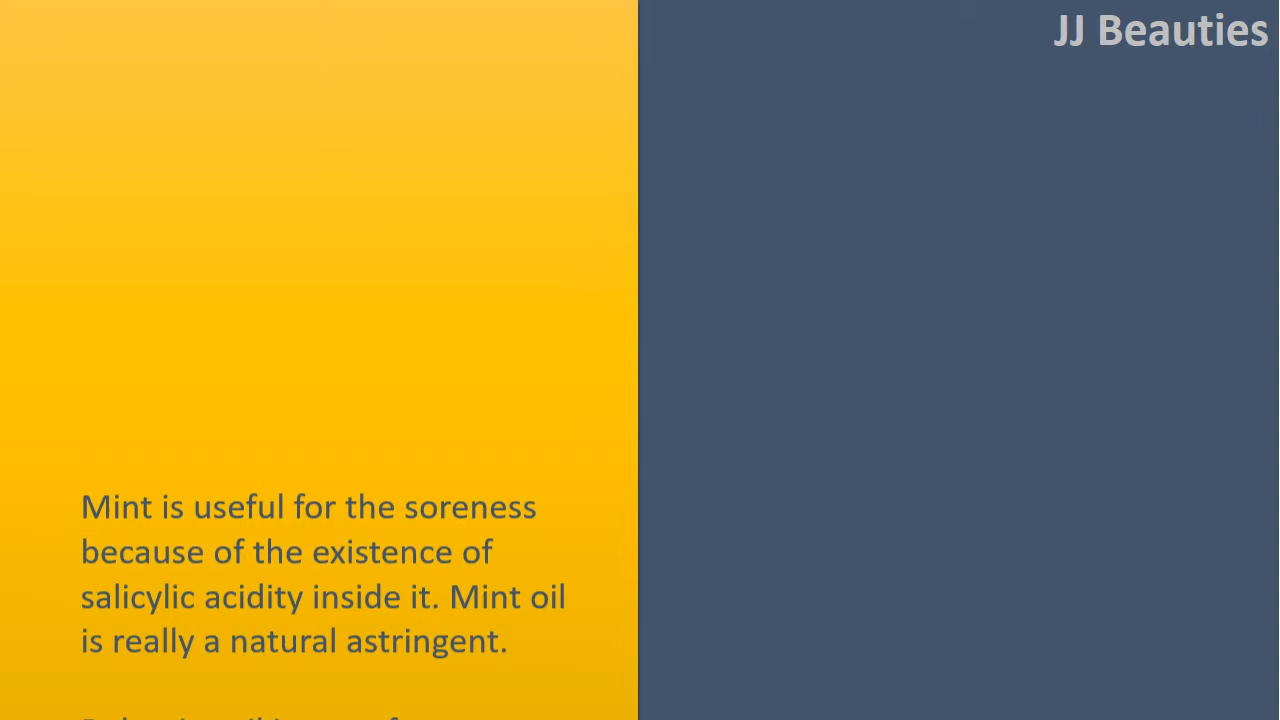 JJ Beauties
Mint is useful for the soreness
because of the existence of
salicylic acidity inside it. Mint oil
is really a natural astringent.